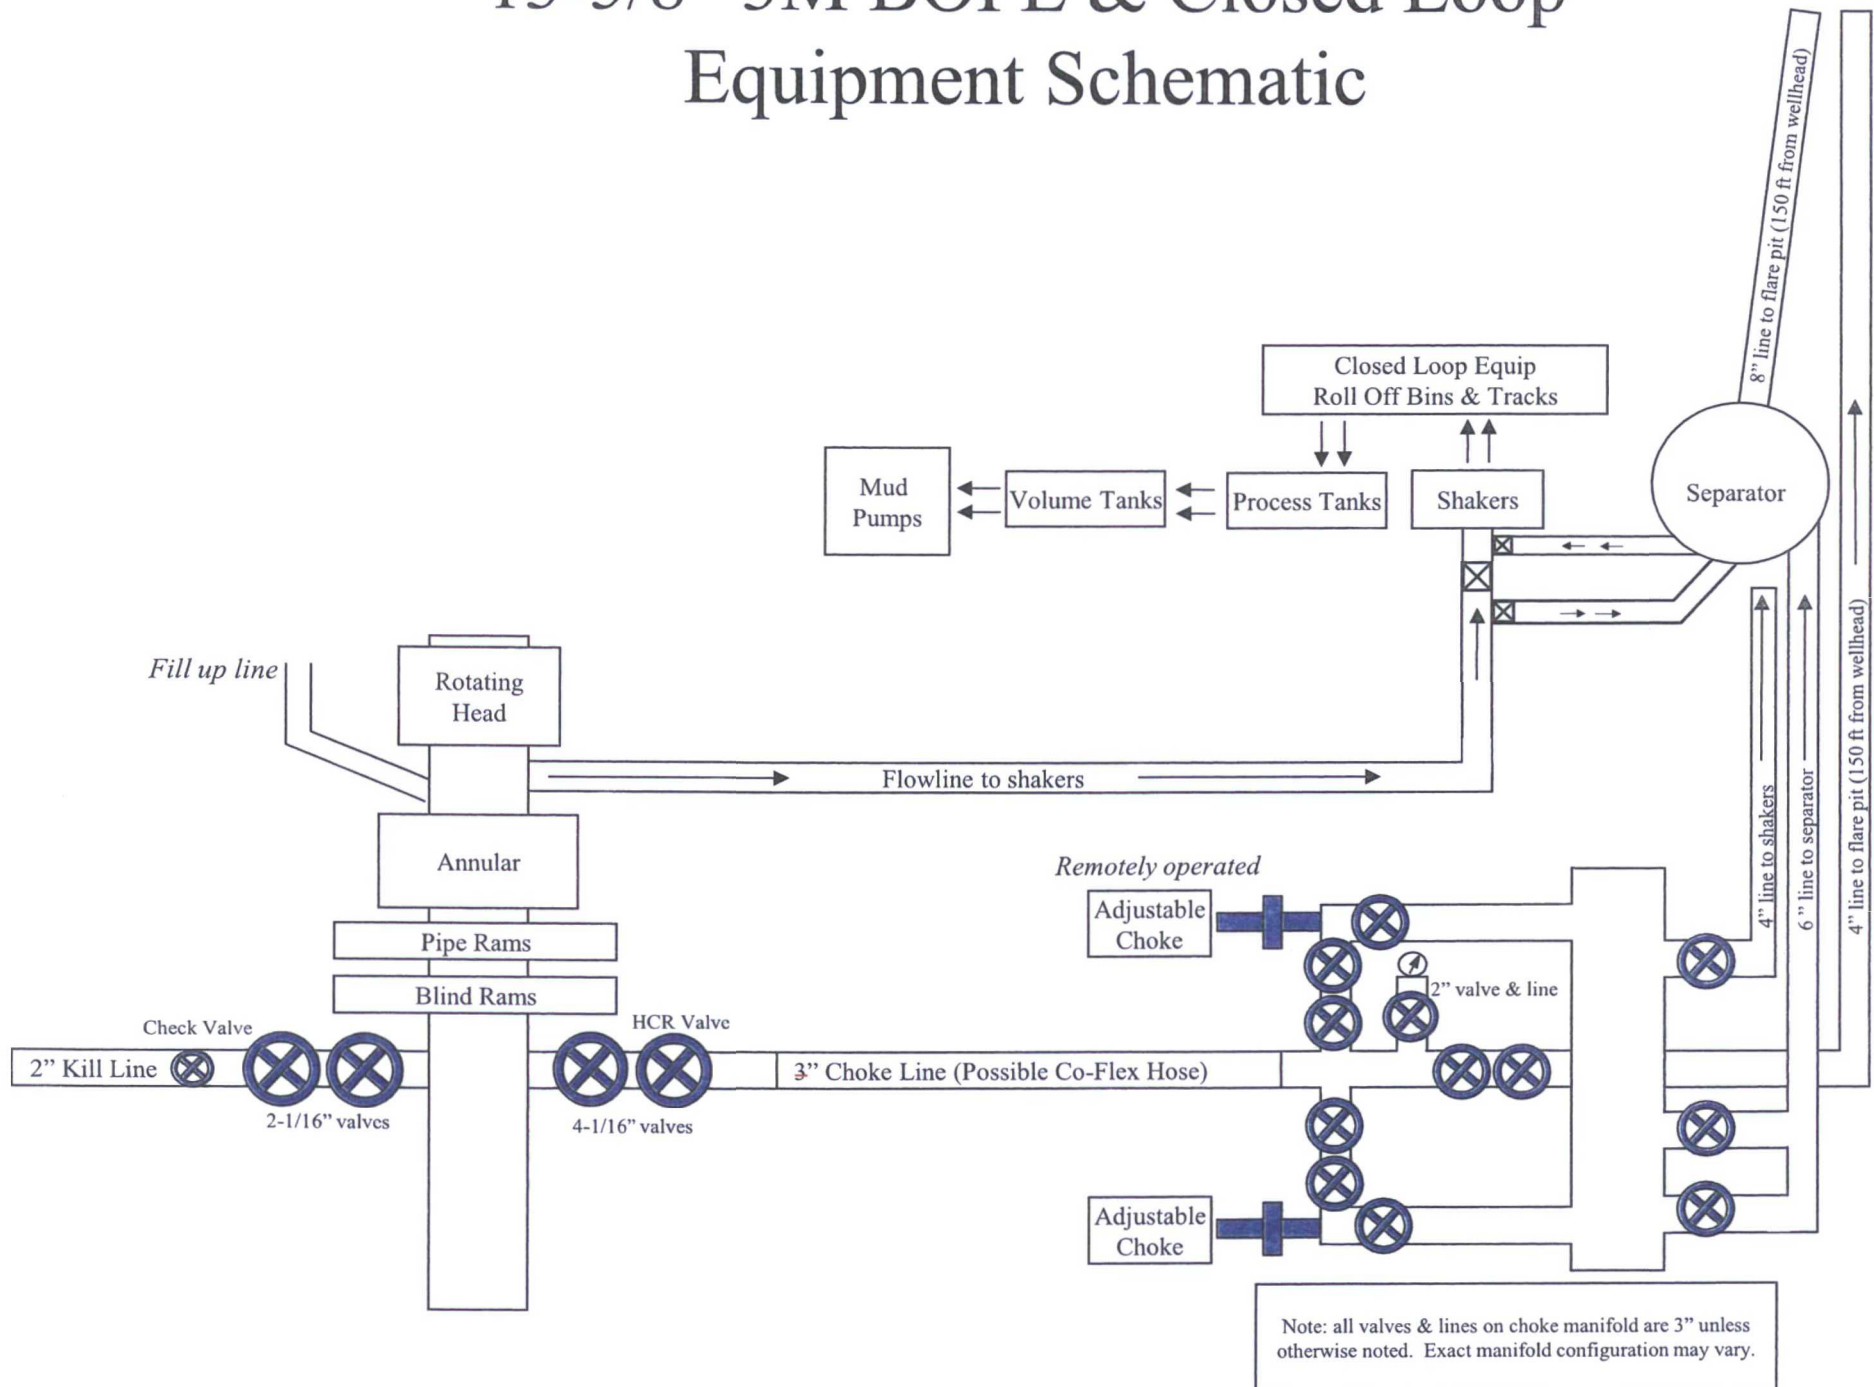 Equipment Schematic
8” line to flare pit (150 ft from wellhead)
Closed Loop Equip
Roll Off Bins & Tracks
Mud
Pumps
Volume Tanks
Process Tanks
Shakers
Separator
Fill up line
Rotating
Head
Flowline to shakers
Annular
Pipe Rams
Blind Rams
Remotely operated
Adjustable
Choke
2” valve & line
4” line to shakers
6 ” line to separator
4” line to flare pit (150 ft from wellhead)
Check Valve
HCR Valve
2” Kill Line
3” Choke Line (Possible Co-Flex Hose)
2-1/16” valves
4-1/16” valves
Adjustable
Choke
Note: all valves & lines on choke manifold are 3” unless
otherwise noted. Exact manifold configuration may vary.